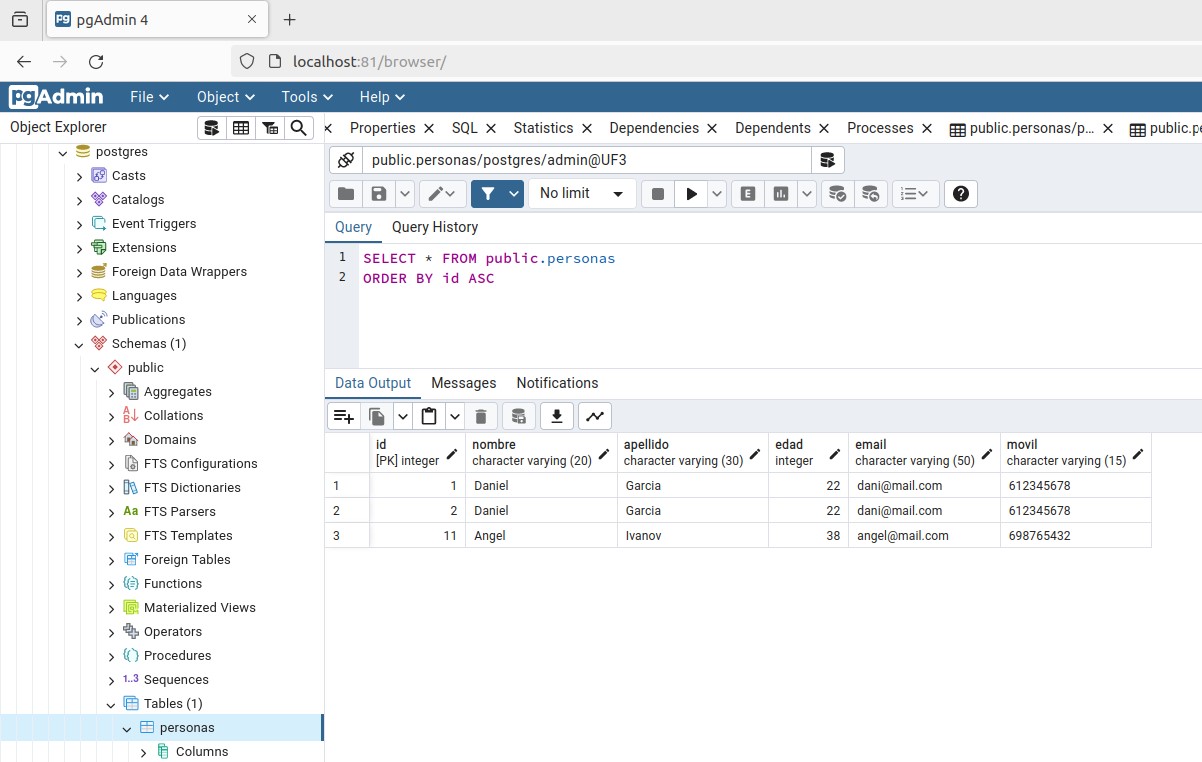 pgAdmin 4
localhost:81/browser/
pgAdmin File Object Tools Help
Object Explorer
Properties SQL Statistics Dependencies Dependents Processes public.personas/p...
public.personas/postgres/admin@UF3
No limit
Query Query History
1 SELECT * FROM public.personas
2 ORDER BY id ASC
postgres
Casts
Catalogs
Event Triggers
Extensions
Foreign Data Wrappers
Languages
Publications
Schemas (1)
public
Aggregates
Collations
Domains
FTS Configurations
FTS Dictionaries
FTS Parsers
FTS Templates
Foreign Tables
Functions
Materialized Views
Operators
Procedures
1..3 Sequences
Tables (1)
personas
Columns
Data Output Messages Notifications
id nombre apellido edad email movil
[PK] integer character varying (20) character varying (30) integer character varying (50) character varying (15)
1 1 Daniel Garcia 22 dani@mail.com 612345678
2 2 Daniel Garcia 22 dani@mail.com 612345678
3 11 Angel Ivanov 38 angel@mail.com 698765432